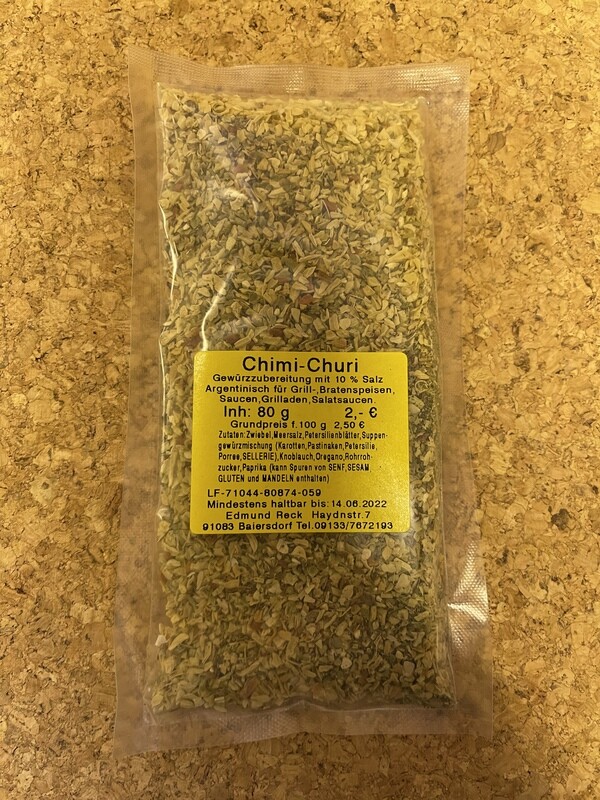 Chimi-Churi
Gewürzzubereitung mit 10 % Salz
Argentinisch für Grill-,Bratenspeisen,
Saucen,Grilladen,Salatsaucen.
Inh: 80 g 2,- €
Grundpreis f.100 g 2,50 €
Zutaten:Zwiebel,Meersalz,Petersilienblätter,Suppen-
gewürzmischung (Karotten,Pastinaken,Petersilie,
Porree,SELLERIE),Knoblauch,Oregano,Rohrroh-
zucker,Paprika (kann Spuren von SENF,SESAM,
GLUTEN und MANDELN enthalten)
LF-71044-80874-059
Mindestens haltbar bis:14.06.2022
Edmund Reck Haydnstr.7
91083 Baiersdorf Tel.09133/7672193